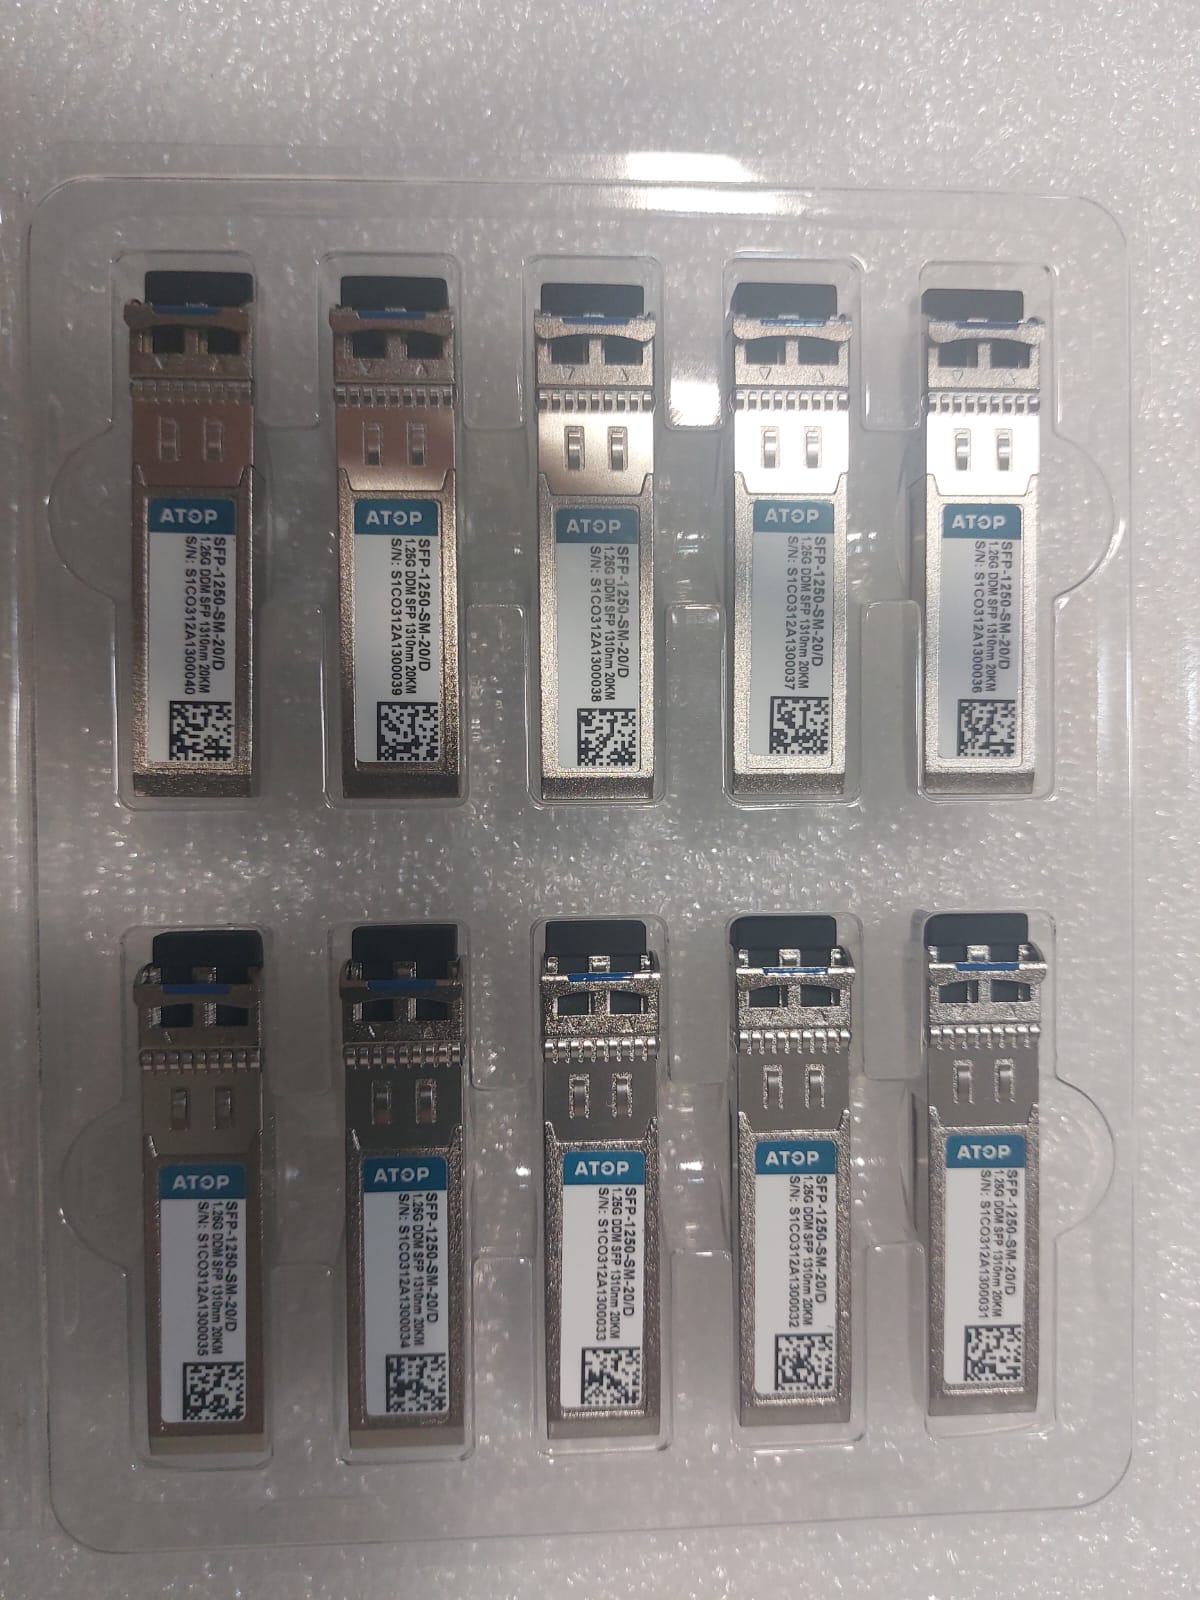 ATOP
SFP-1250-SM-20/D
1.25G DDM SFP 1310nm 20KM
S/N: S1CO312A1300036
ATOP
SFP-1250-SM-20/D
1.25G DDM SFP 1310nm 20KM
S/N: S1CO312A1300031
ATOP
SFP-1250-SM-20/D
1.25G DDM SFP 1310nm 20KM
S/N: S1CO312A1300037
ATOP
SFP-1250-SM-20/D
1.25G DDM SFP 1310nm 20KM
S/N: S1CO312A1300032
ATOP
SFP-1250-SM-20/D
1.25G DDM SFP 1310nm 20KM
S/N: S1CO312A1300038
ATOP
SFP-1250-SM-20/D
1.25G DDM SFP 1310nm 20KM
S/N: S1CO312A1300033
ATOP
SFP-1250-SM-20/D
1.25G DDM SFP 1310nm 20KM
S/N: S1CO312A1300039
ATOP
SFP-1250-SM-20/D
1.25G DDM SFP 1310nm 20KM
S/N: S1CO312A1300034
ATOP
SFP-1250-SM-20/D
1.25G DDM SFP 1310nm 20KM
S/N: S1CO312A1300040
ATOP
SFP-1250-SM-20/D
1.25G DDM SFP 1310nm 20KM
S/N: S1CO312A1300035